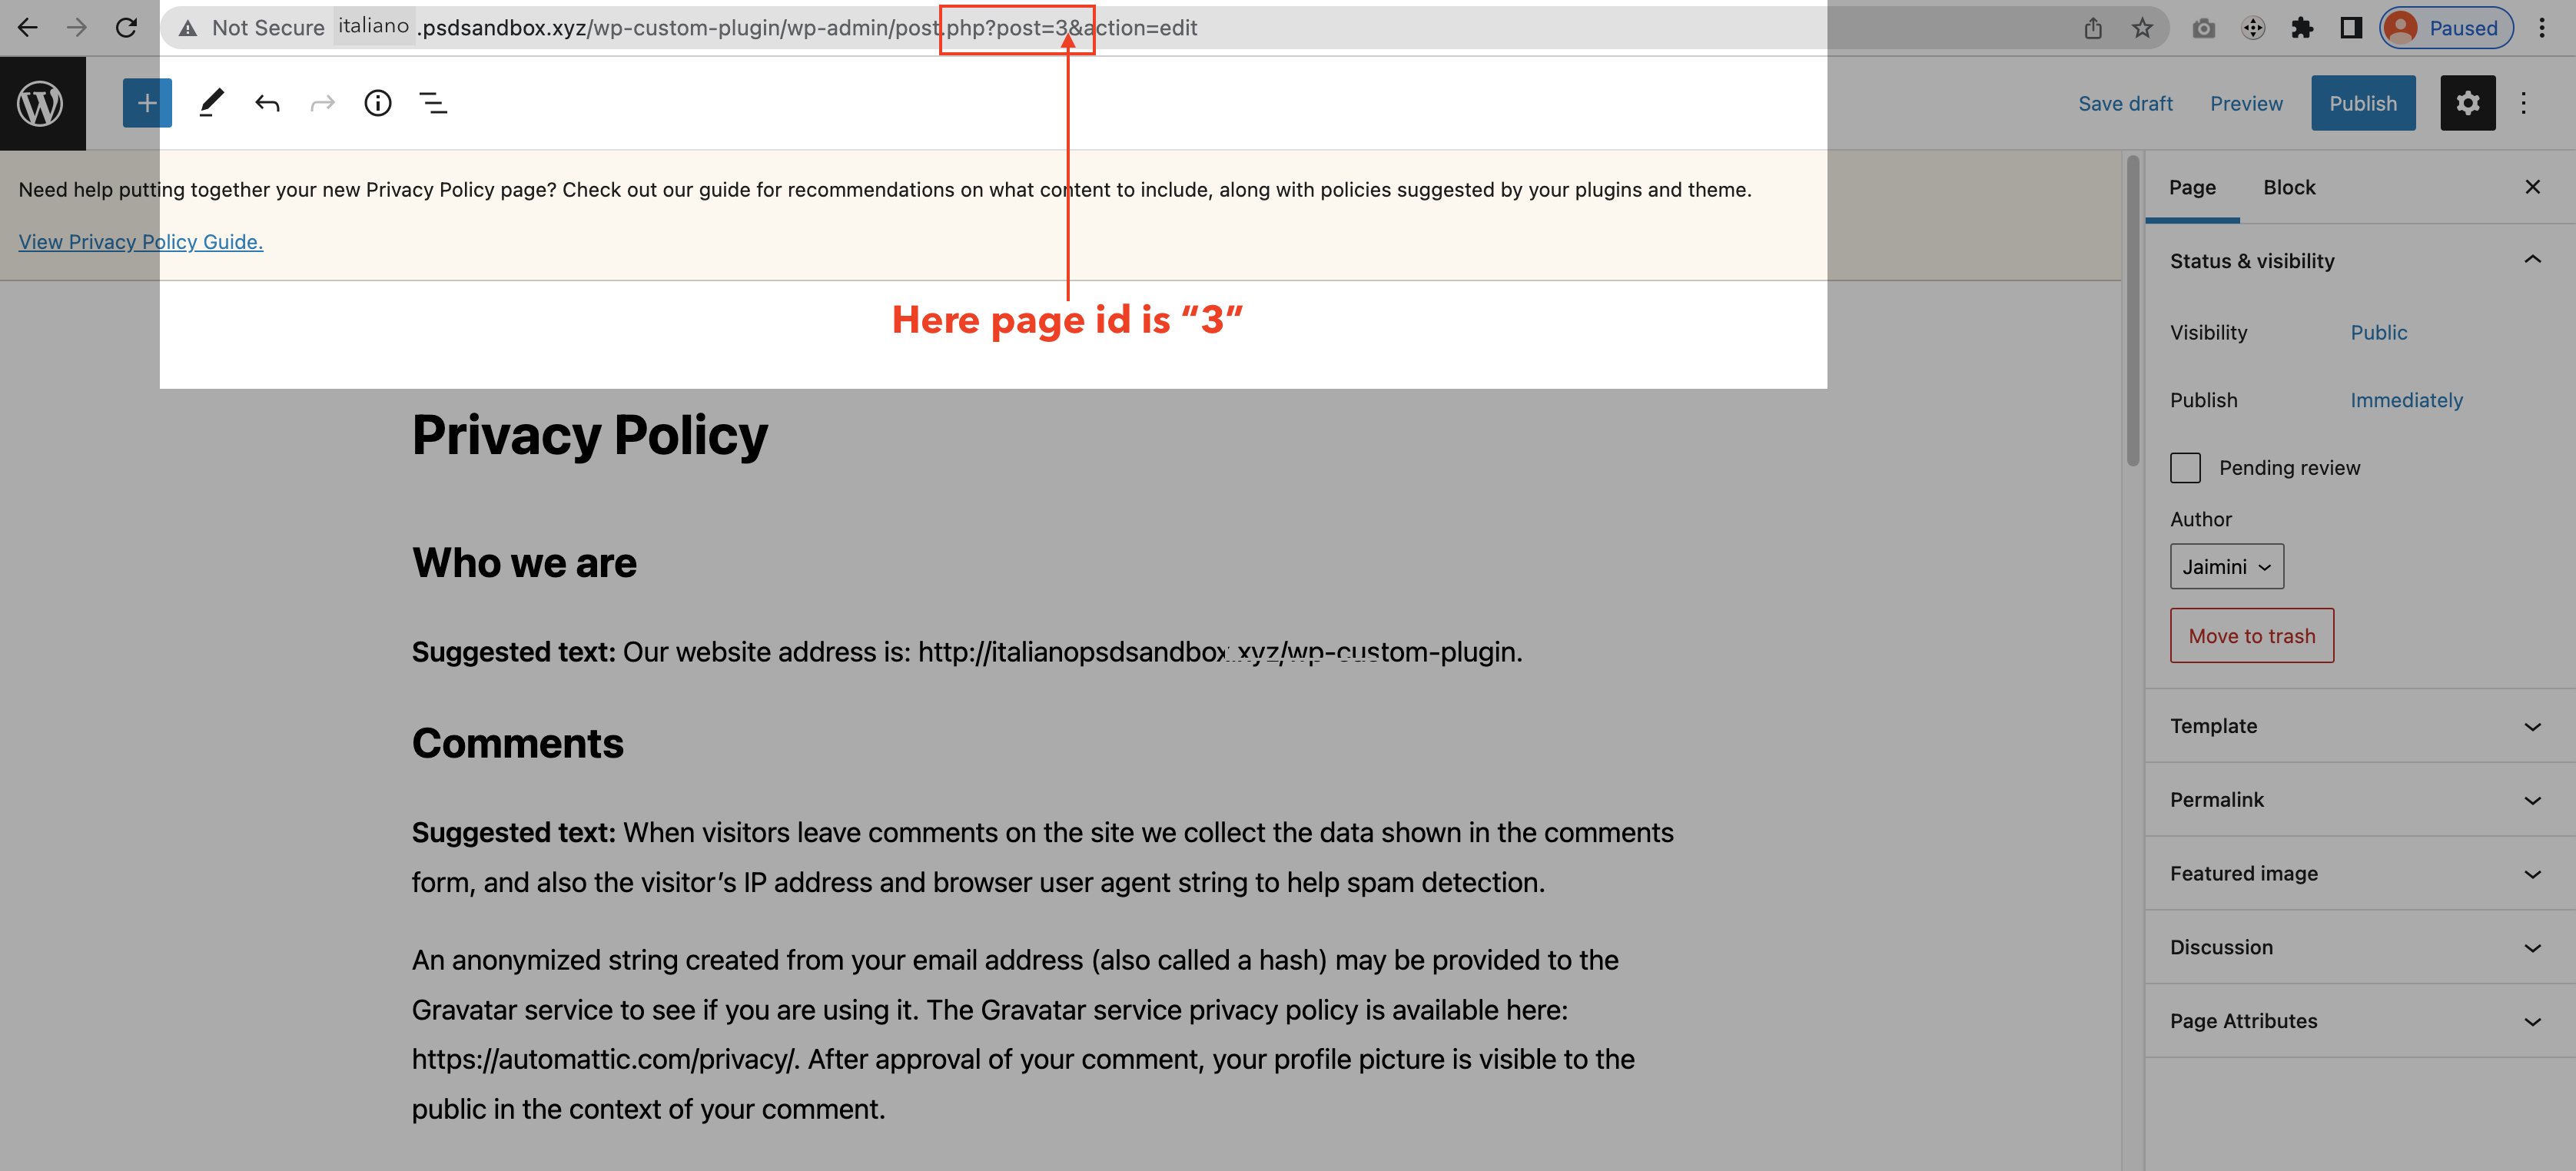 Not Secure italiano .psdsandbox.xyz/wp-custom-plugin/wp-admin/post.php?post=3&action=edit
Paused
Save draft Preview Publish
Need help putting together your new Privacy Policy page? Check out our guide for recommendations on what content to include, along with policies suggested by your plugins and theme.
View Privacy Policy Guide.
Here page id is “3”
Privacy Policy
Who we are
Suggested text: Our website address is: http://italianopsdsandbox.xyz/wp-custom-plugin.
Comments
Suggested text: When visitors leave comments on the site we collect the data shown in the comments
form, and also the visitor’s IP address and browser user agent string to help spam detection.
An anonymized string created from your email address (also called a hash) may be provided to the
Gravatar service to see if you are using it. The Gravatar service privacy policy is available here:
https://automattic.com/privacy/. After approval of your comment, your profile picture is visible to the
public in the context of your comment.
Page Block
Status & visibility
Visibility Public
Publish Immediately
Pending review
Author
Jaimini
Move to trash
Template
Permalink
Featured image
Discussion
Page Attributes